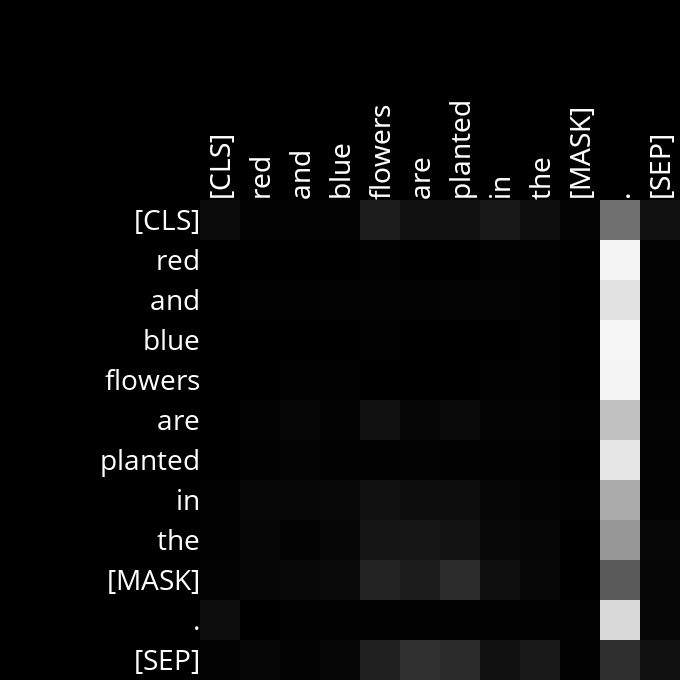 [CLS] red and blue flowers are planted in the [MASK] . [SEP]
[CLS]
red
and
blue
flowers
are
planted
in
the
[MASK]
.
[SEP]